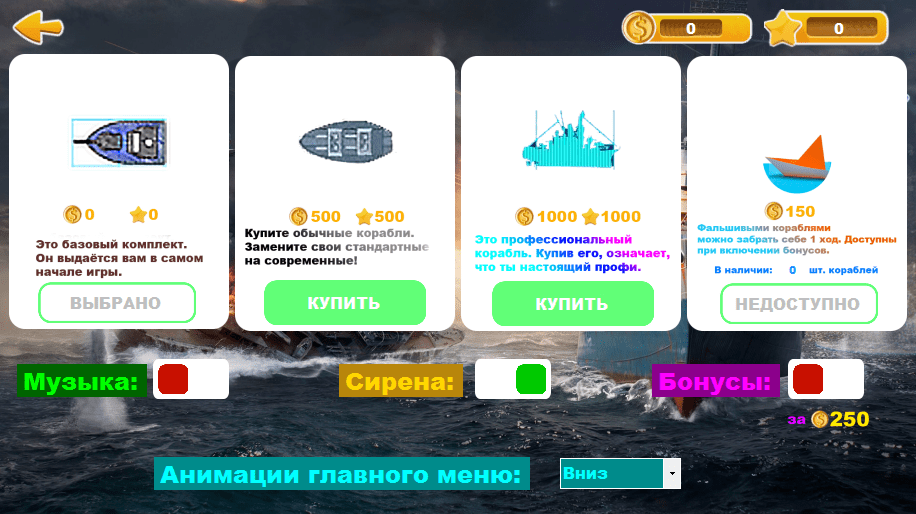 0
0
0
0
Это базовый комплект.
Он выдаётся вам в самом
начале игры.
ВЫБРАНО
500
500
Купите обычные корабли.
Замените свои стандартные
на современные!
КУПИТЬ
1000
1000
Это профессиональный
корабль. Купив его, означает,
что ты настоящий профи.
КУПИТЬ
150
Фальшивыми кораблями
можно забрать себе 1 ход. Доступны
при включении бонусов.
В наличии: 0 шт. кораблей
НЕДОСТУПНО
Музыка:
Сирена:
Бонусы:
за 250
Анимации главного меню:
Вниз